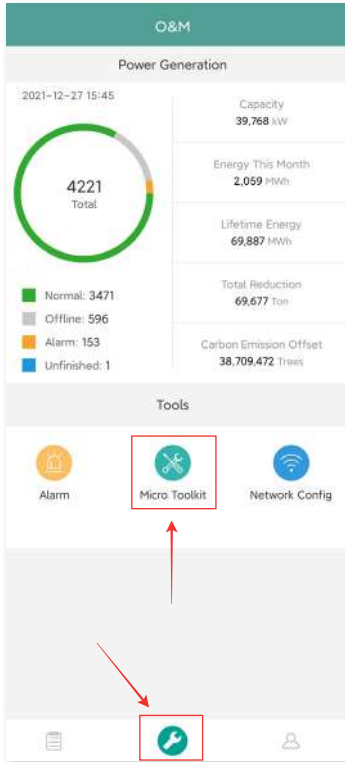 O&M
Power Generation
2021-12-27 15:45
4221
Total
Normal: 3471
Offline: 596
Alarm: 153
Unfinished: 1
Capacity
39,768 kW
Energy This Month
2,059 MWh
Lifetime Energy
69,887 MWh
Total Reduction
69,677 Ton
Carbon Emission Offset
38,709,472 Trees
Tools
Alarm
Micro Toolkit
Network Config